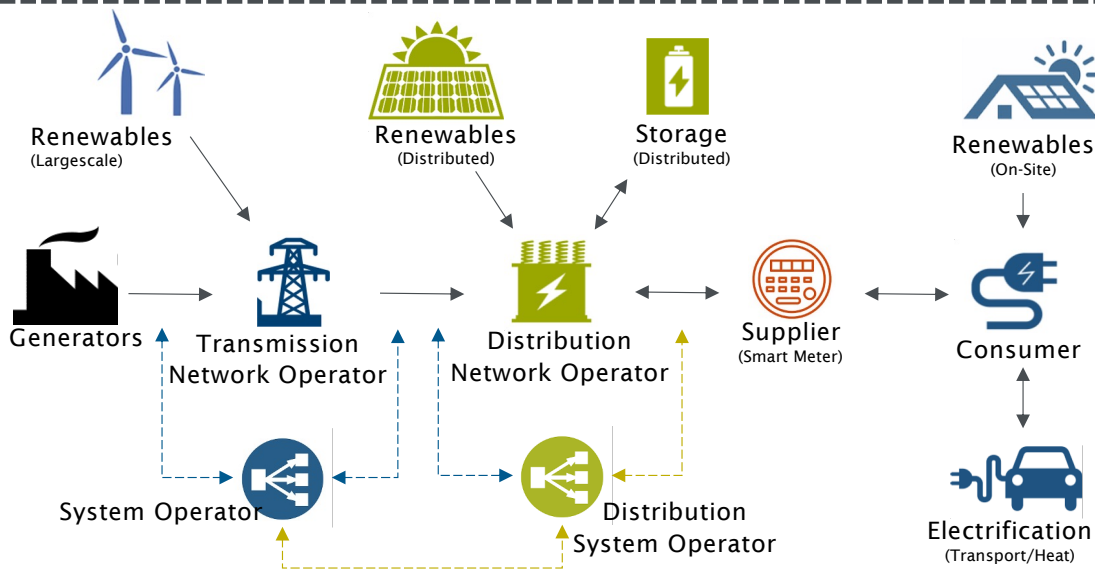 Renewables
(Largescale)
Renewables
(Distributed)
Storage
(Distributed)
Renewables
(On-Site)
Generators
Transmission
Network Operator
Distribution
Network Operator
Supplier
(Smart Meter)
Consumer
System Operator
Distribution
System Operator
Electrification
(Transport/Heat)